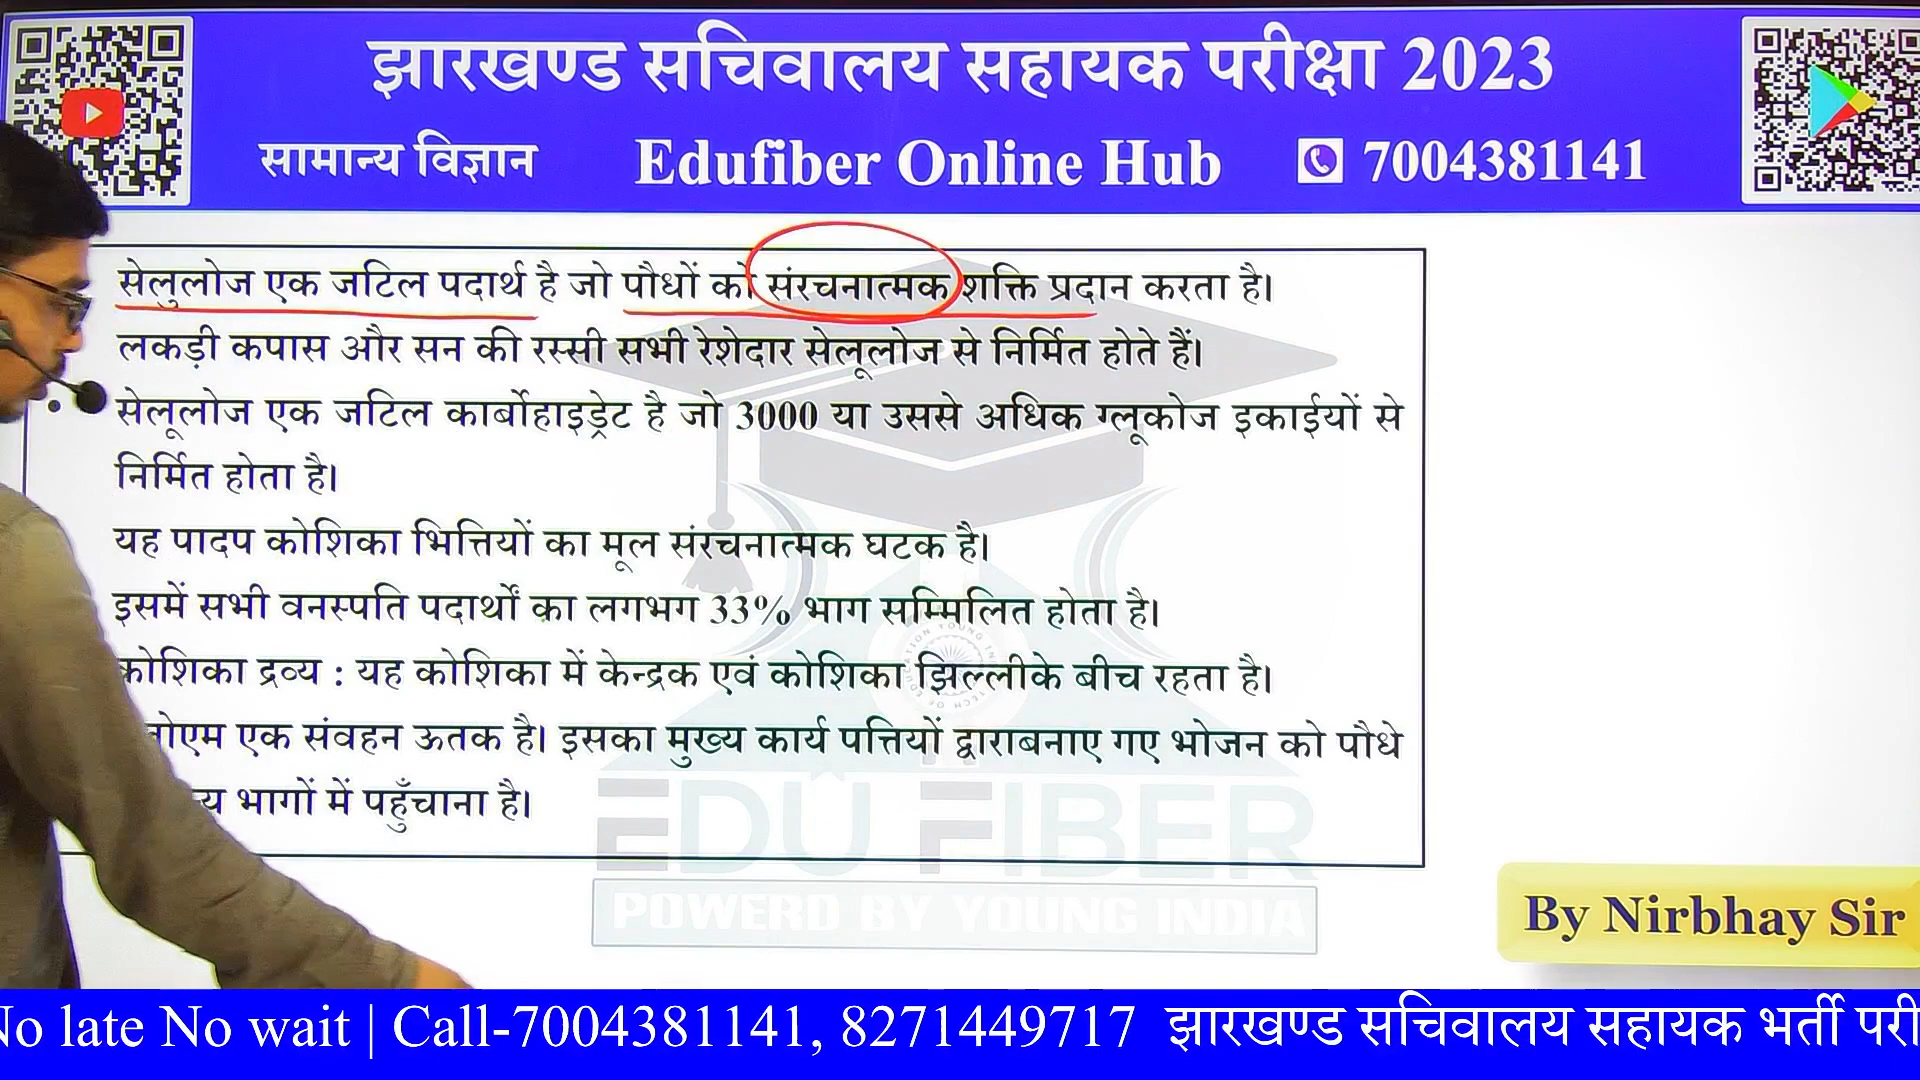 झारखण्ड सचिवालय सहायक परीक्षा 2023
सामान्य विज्ञान Edufiber Online Hub 7004381141
सेलुलोज एक जटिल पदार्थ है जो पौधों को संरचनात्मक शक्ति प्रदान करता है।
लकड़ी कपास और सन की रस्सी सभी रेशेदार सेलूलोज से निर्मित होते हैं।
सेलूलोज एक जटिल कार्बोहाइड्रेट है जो 3000 या उससे अधिक ग्लूकोज इकाईयों से
निर्मित होता है।
यह पादप कोशिका भित्तियों का मूल संरचनात्मक घटक है।
इसमें सभी वनस्पति पदार्थों का लगभग 33% भाग सम्मिलित होता है।
कोशिका द्रव्य : यह कोशिका में केन्द्रक एवं कोशिका झिल्लीके बीच रहता है।
एक संवहन ऊतक है। इसका मुख्य कार्य पत्तियों द्वाराबनाए गए भोजन को पौधे
भागों में पहुँचाना है।
EDU FIBER
POWERD BY YOUNG INDIA
By Nirbhay Sir
No late No wait | Call-7004381141, 8271449717 झारखण्ड सचिवालय सहायक भर्ती